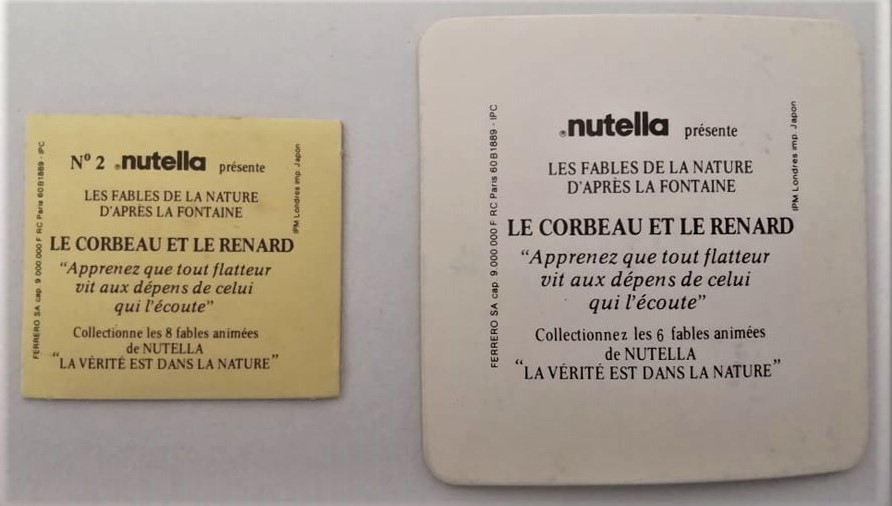 Nº 2 ®nutella présente
LES FABLES DE LA NATURE
D'APRÈS LA FONTAINE
LE CORBEAU ET LE RENARD
“Apprenez que tout flatteur
vit aux dépens de celui
qui l'écoute”
Collectionne les 8 fables animées
de NUTELLA
“LA VÉRITÉ EST DANS LA NATURE”
FERRERO SA cap. 9 000 000 F RC Paris 60B1889 - IPC
IPM Londres imp. Japon
®nutella présente
LES FABLES DE LA NATURE
D'APRÈS LA FONTAINE
LE CORBEAU ET LE RENARD
“Apprenez que tout flatteur
vit aux dépens de celui
qui l'écoute”
Collectionnez les 6 fables animées
de NUTELLA
“LA VÉRITÉ EST DANS LA NATURE”
FERRERO SA cap. 9 000 000 F RC Paris 60B1889 - IPC
IPM Londres imp. Japon